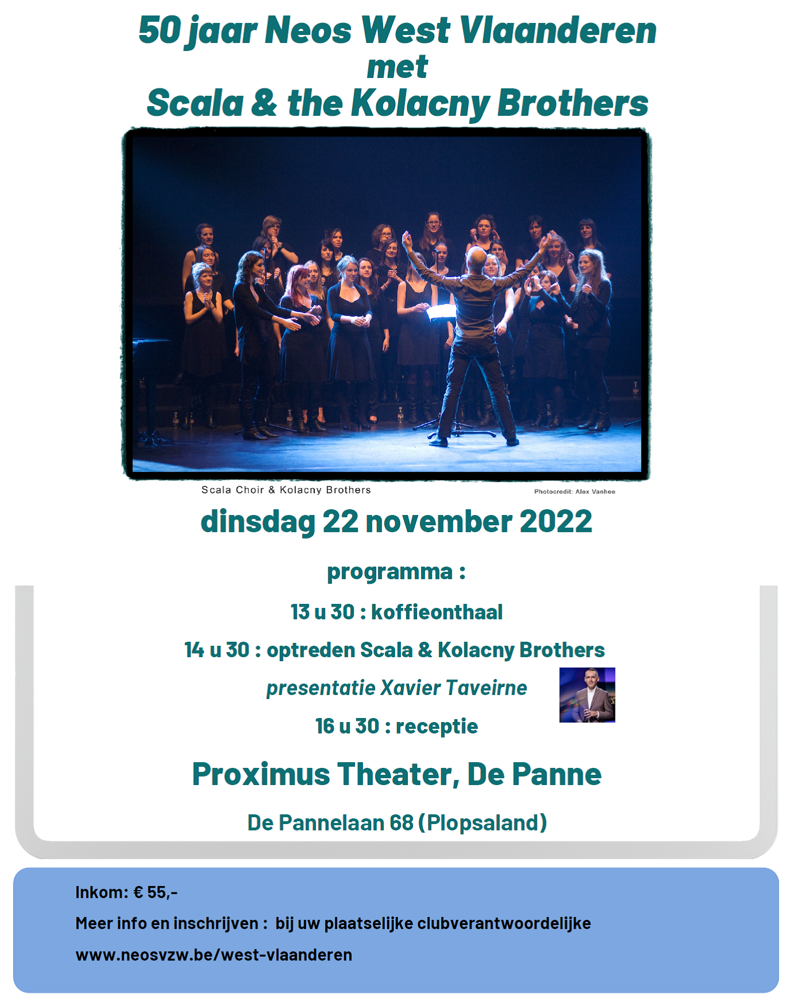 50 jaar Neos West Vlaanderen
met
Scala & the Kolacny Brothers
Scala Choir & Kolacny Brothers
Photocredit: Alex Vanhee
dinsdag 22 november 2022
programma :
13 u 30 : koffieonthaal
14 u 30 : optreden Scala & Kolacny Brothers
presentatie Xavier Taveirne
16 u 30 : receptie
Proximus Theater, De Panne
De Pannelaan 68 (Plopsaland)
Inkom: € 55,-
Meer info en inschrijven :  bij uw plaatselijke clubverantwoordelijke
www.neosvzw.be/west-vlaanderen